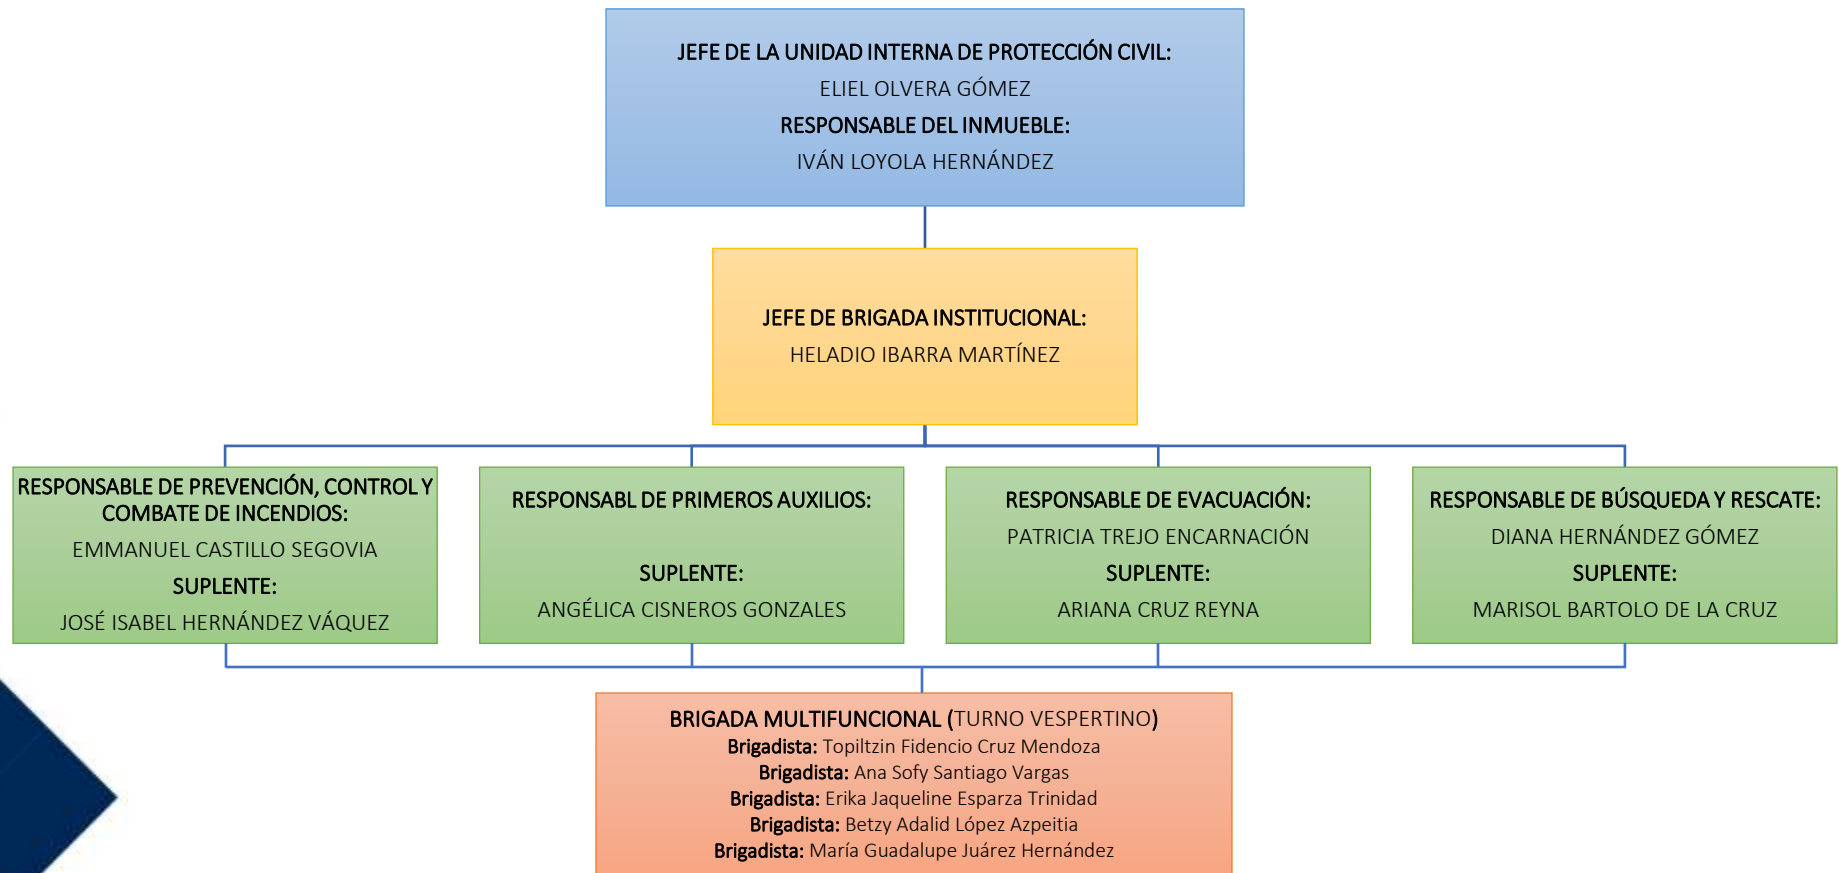 JEFE DE LA UNIDAD INTERNA DE PROTECCIÓN CIVIL:
ELIEL OLVERA GÓMEZ
RESPONSABLE DEL INMUEBLE:
IVÁN LOYOLA HERNÁNDEZ
JEFE DE BRIGADA INSTITUCIONAL:
HELADIO IBARRA MARTÍNEZ
RESPONSABLE DE PREVENCIÓN, CONTROL Y
COMBATE DE INCENDIOS:
EMMANUEL CASTILLO SEGOVIA
SUPLENTE:
JOSÉ ISABEL HERNÁNDEZ VÁQUEZ
RESPONSABL DE PRIMEROS AUXILIOS:
SUPLENTE:
ANGÉLICA CISNEROS GONZALES
RESPONSABLE DE EVACUACIÓN:
PATRICIA TREJO ENCARNACIÓN
SUPLENTE:
ARIANA CRUZ REYNA
RESPONSABLE DE BÚSQUEDA Y RESCATE:
DIANA HERNÁNDEZ GÓMEZ
SUPLENTE:
MARISOL BARTOLO DE LA CRUZ
BRIGADA MULTIFUNCIONAL (TURNO VESPERTINO)
Brigadista: Topiltzin Fidencio Cruz Mendoza
Brigadista: Ana Sofy Santiago Vargas
Brigadista: Erika Jaqueline Esparza Trinidad
Brigadista: Betzy Adalid López Azpeitia
Brigadista: María Guadalupe Juárez Hernández